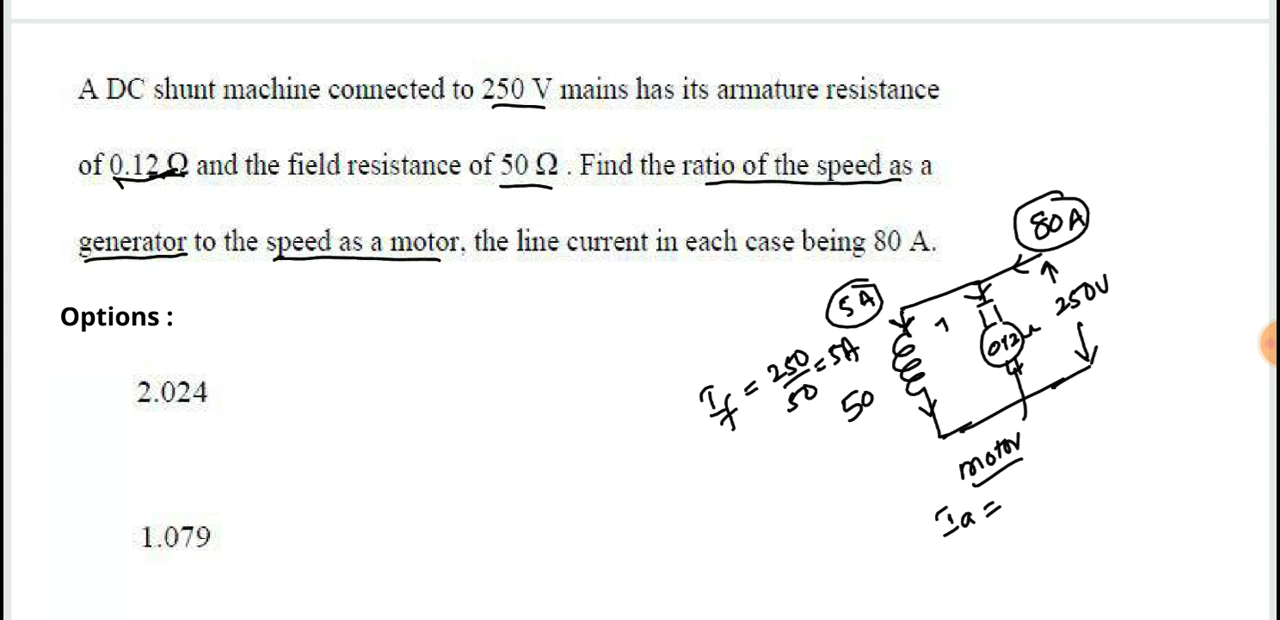 A DC shunt machine connected to 250 V mains has its armature resistance
of 0.12 Ω and the field resistance of 50 Ω . Find the ratio of the speed as a
generator to the speed as a motor, the line current in each case being 80 A.
80 A
Options :
5A
250V
0.12
If = 250/50 = 5A
50
2.024
motor
Ia =
1.079